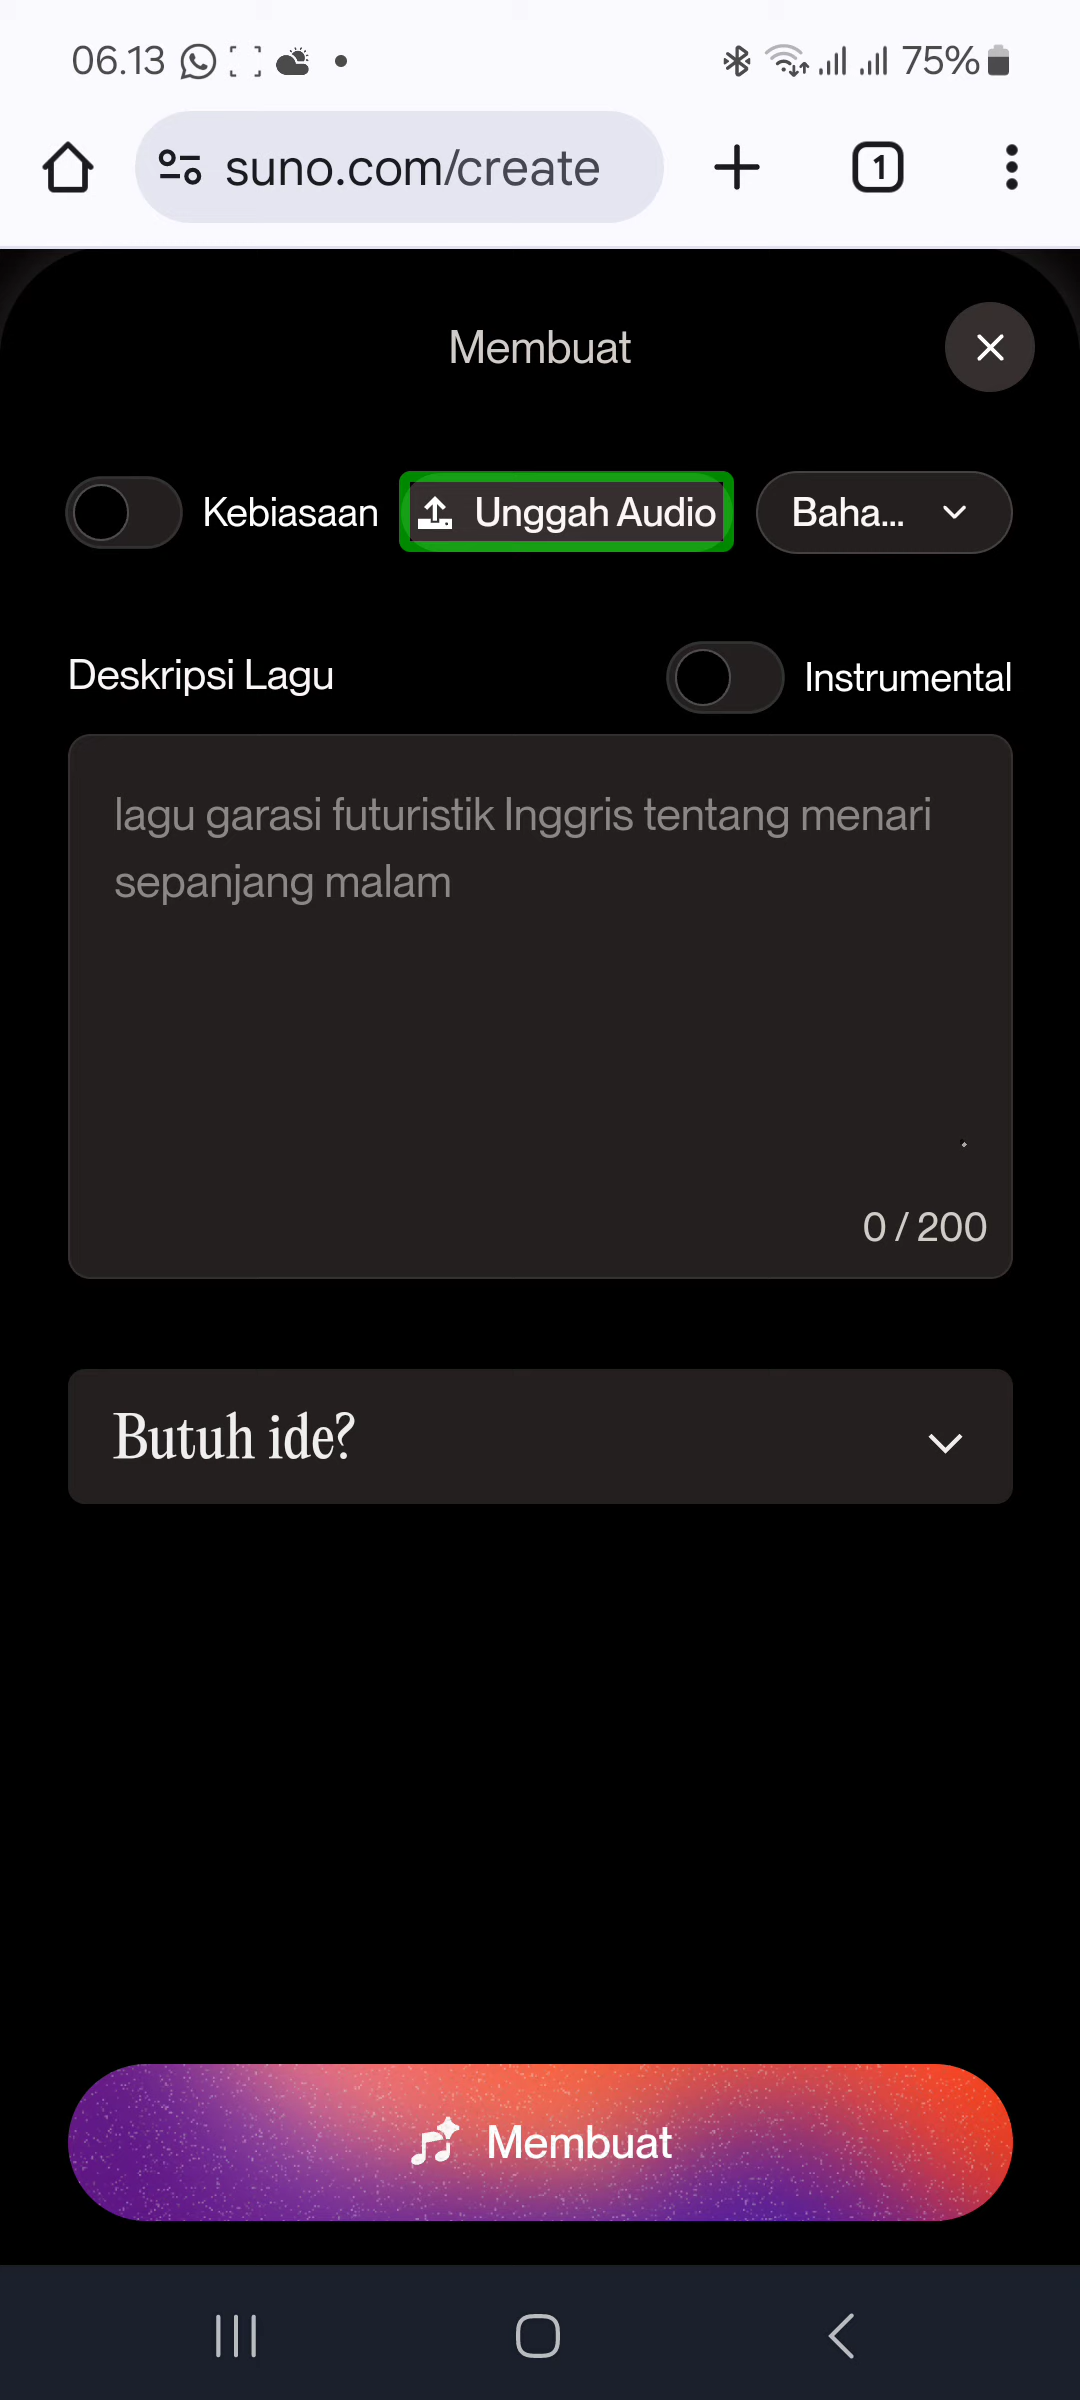 06.13
75%
suno.com/create
1
Membuat
Kebiasaan
Unggah Audio
Baha...
Deskripsi Lagu
Instrumental
lagu garasi futuristik Inggris tentang menari
sepanjang malam
0 / 200
Butuh ide?
Membuat